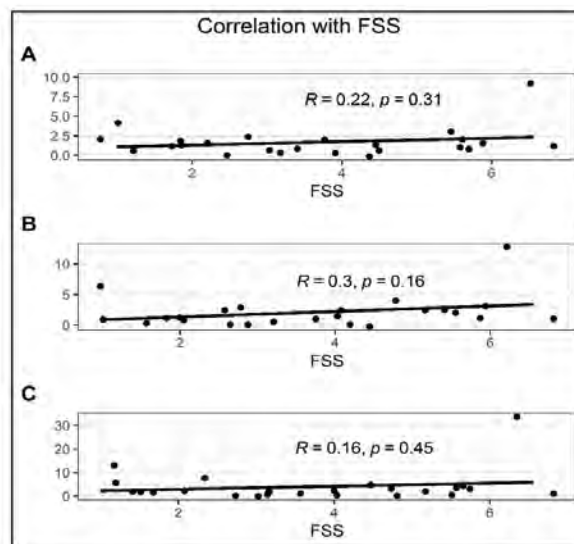 Correlation with FSS
A
10.0
7.5
5.0
2.5
0.0
R = 0.22, p = 0.31
2 4 6
FSS
B
10
5
0
R = 0.3, p = 0.16
2 4 6
FSS
C
30
20
10
0
R = 0.16, p = 0.45
2 4 6
FSS